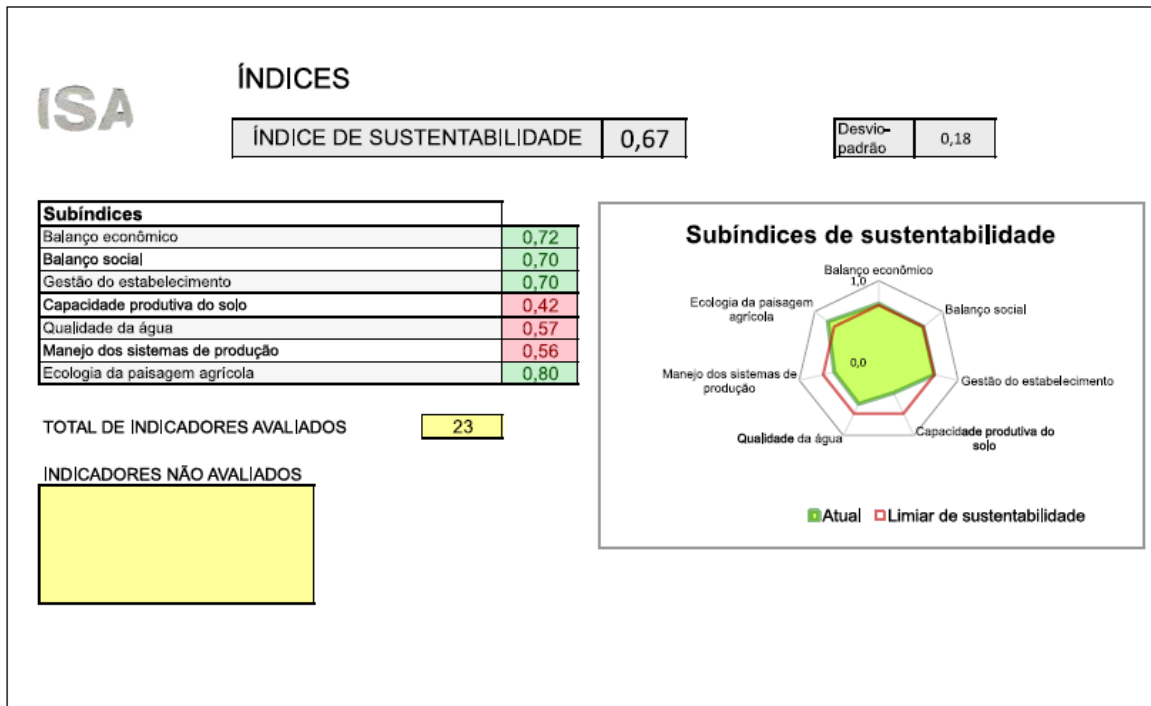 ISA
ÍNDICES
ÍNDICE DE SUSTENTABILIDADE 0,67
Desvio-
padrão 0,18
Subíndices
Balanço econômico 0,72
Balanço social 0,70
Gestão do estabelecimento 0,70
Capacidade produtiva do solo 0,42
Qualidade da água 0,57
Manejo dos sistemas de produção 0,56
Ecologia da paisagem agrícola 0,80
TOTAL DE INDICADORES AVALIADOS 23
INDICADORES NÃO AVALIADOS
Subíndices de sustentabilidade
Balanço econômico
1,0
Ecologia da paisagem
agrícola
Balanço social
0,0
Manejo dos sistemas de
produção
Gestão do estabelecimento
Qualidade da água
Capacidade produtiva do
solo
Atual Limiar de sustentabilidade